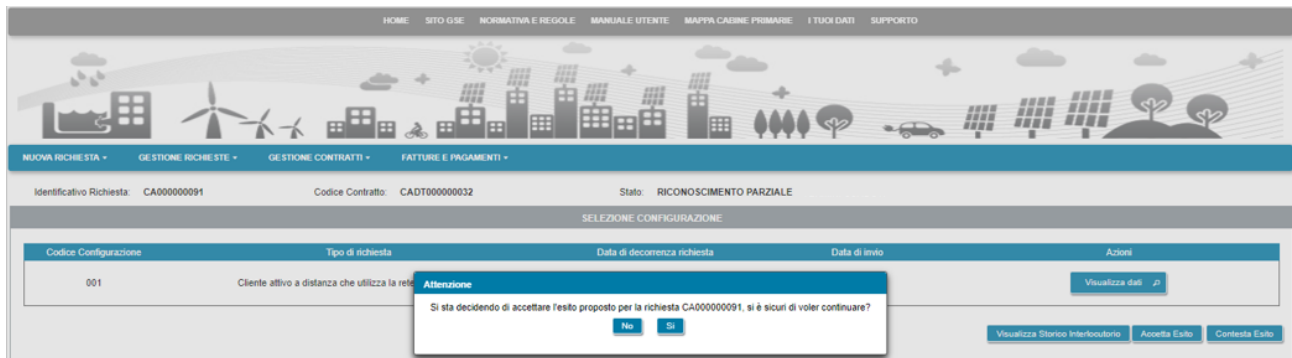 HOME SITO GSE NORMATIVA E REGOLE MANUALE UTENTE MAPPA CABINE PRIMARIE I TUOI DATI SUPPORTO
NUOVA RICHIESTA GESTIONE RICHIESTE GESTIONE CONTRATTI FATTURE E PAGAMENTI
Identificativo Richiesta: CA000000091 Codice Contratto: CADT000000032 Stato: RICONOSCIMENTO PARZIALE
SELEZIONE CONFIGURAZIONE
Codice Configurazione Tipo di richiesta Data di decorrenza richiesta Data di invio Azioni
001 Cliente attivo a distanza che utilizza la rete Visualizza dati
Attenzione
Si sta decidendo di accettare l'esito proposto per la richiesta CA000000091, si è sicuri di voler continuare?
No Si
Visualizza Storico Interlocutorio Accetta Esito Contesta Esito